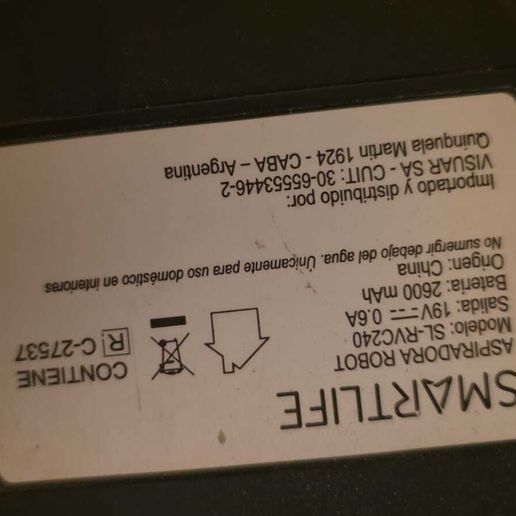 SMARTLIFE
ASPIRADORA ROBOT
Modelo: SL-RVC240
Salida: 19V 0.6A
Batería: 2600 mAh
Origen: China
No sumergir debajo del agua. Únicamente para uso doméstico en interiores
CONTIENE
R C-27537
Importado y distribuido por:
VISUAR SA - CUIT: 30-65553446-2
Quinquela Martin 1924 - CABA – Argentina